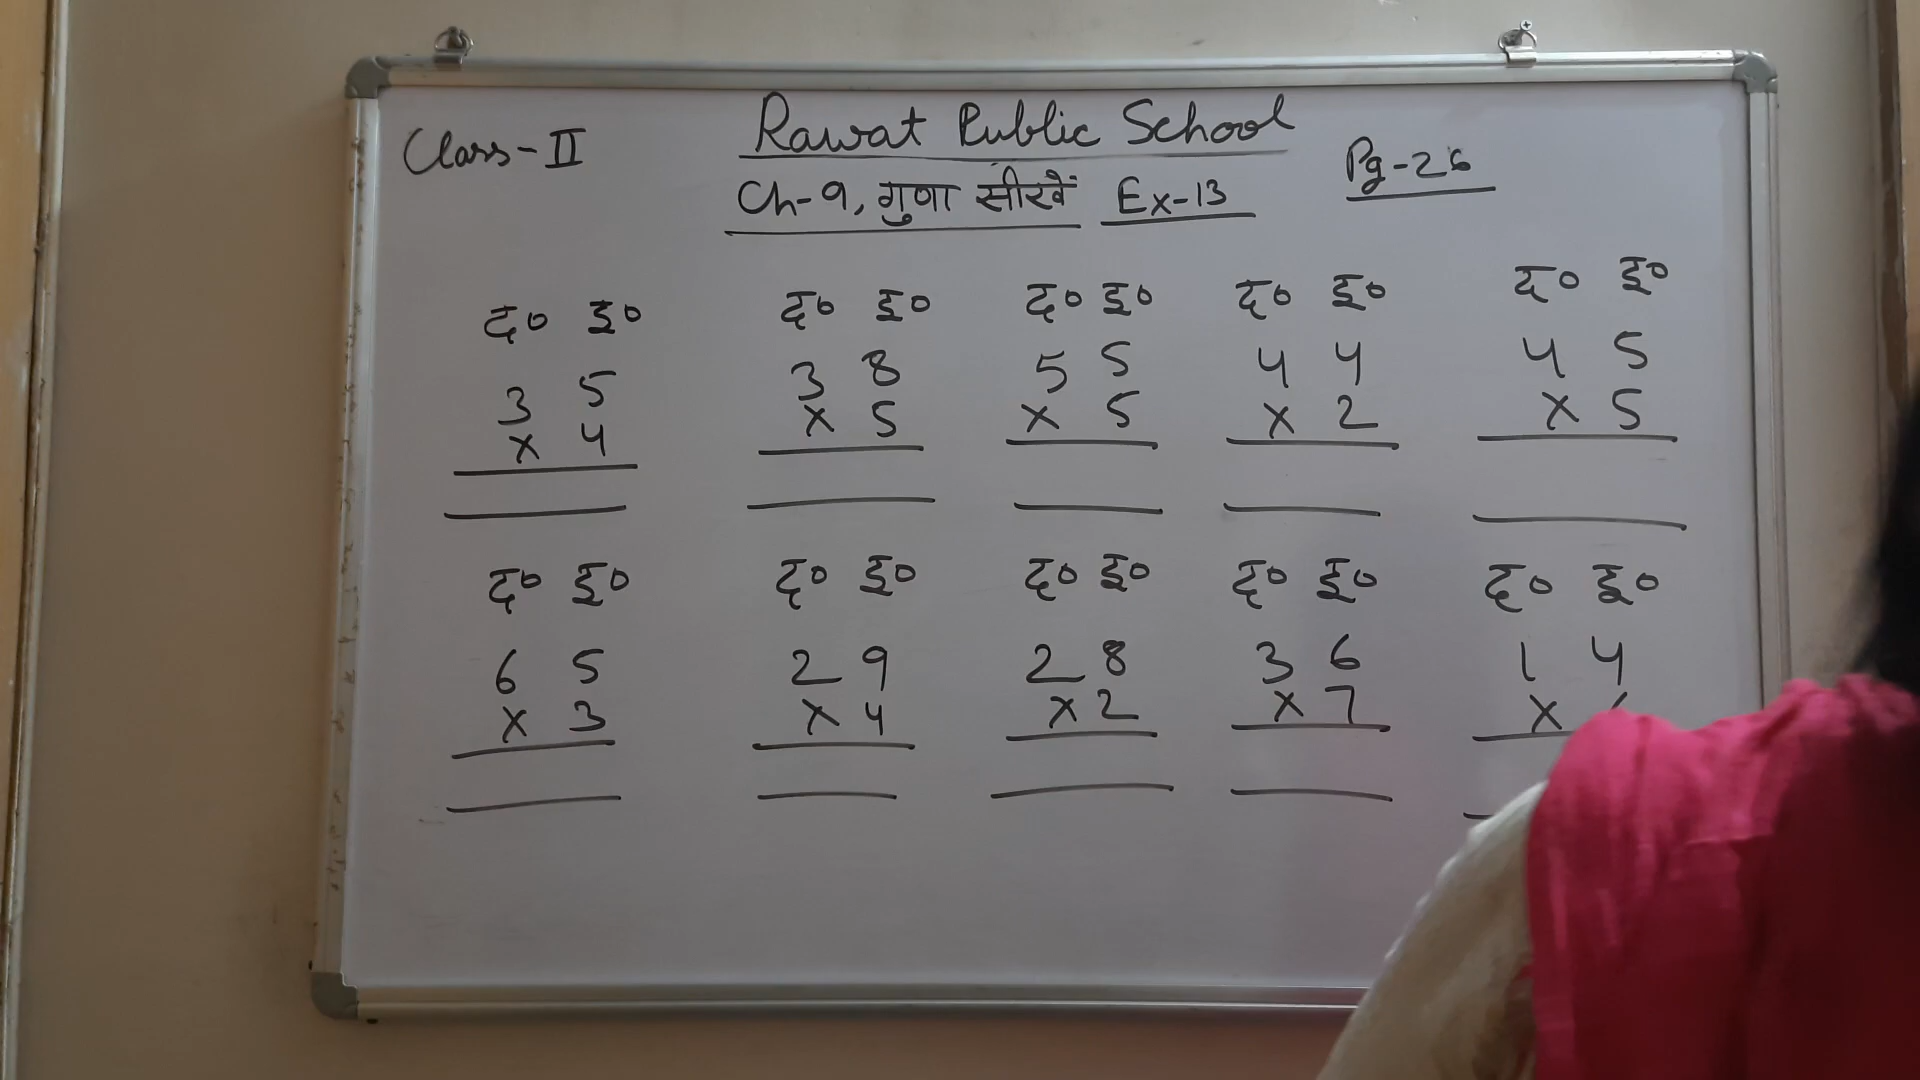 Rawat Public School
Class-II
Ch-9, गुणा सीखें Ex-13
Pg-26
द० इ० द० इ० द० इ० द० इ० द० इ०
3 5 3 8 5 5 4 4 4 5
x 4 x 5 x 5 x 2 x 5
द० इ० द० इ० द० इ० द० इ० द० इ०
6 5 2 9 2 8 3 6 1 4
x 3 x 4 x 2 x 7 x